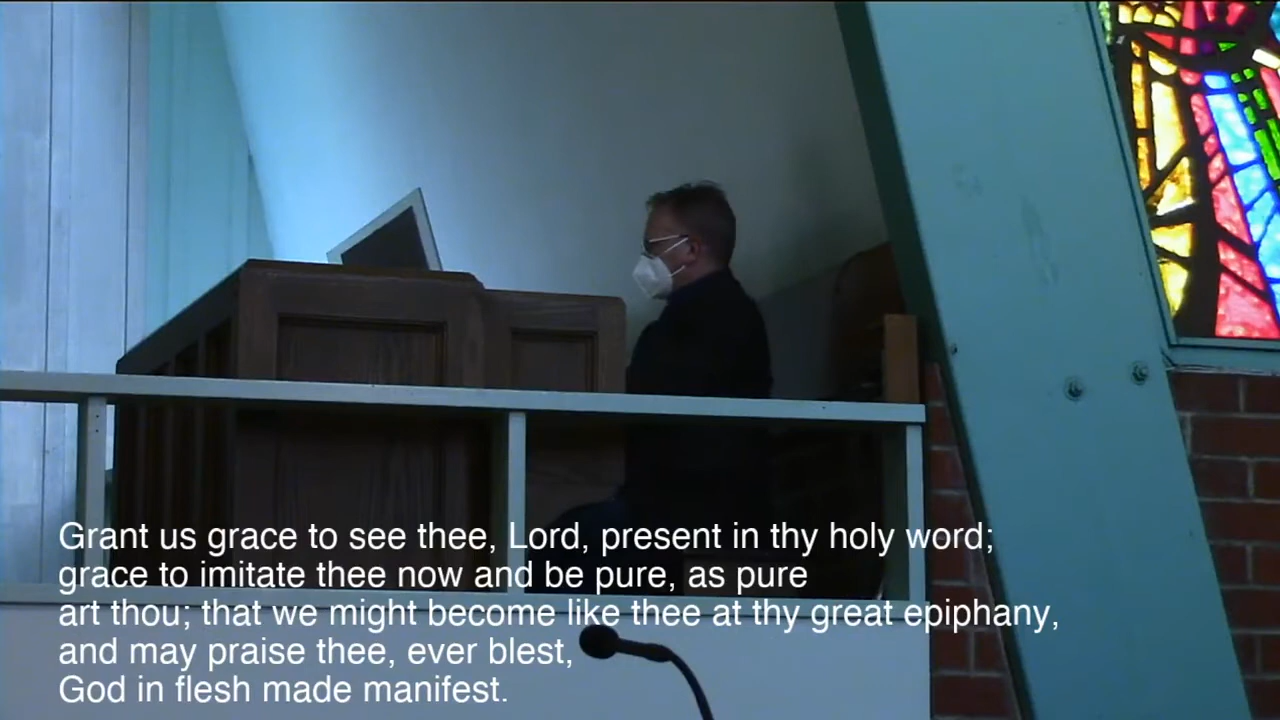 Grant us grace to see thee, Lord, present in thy holy word;
grace to imitate thee now and be pure, as pure
art thou; that we might become like thee at thy great epiphany,
and may praise thee, ever blest,
God in flesh made manifest.